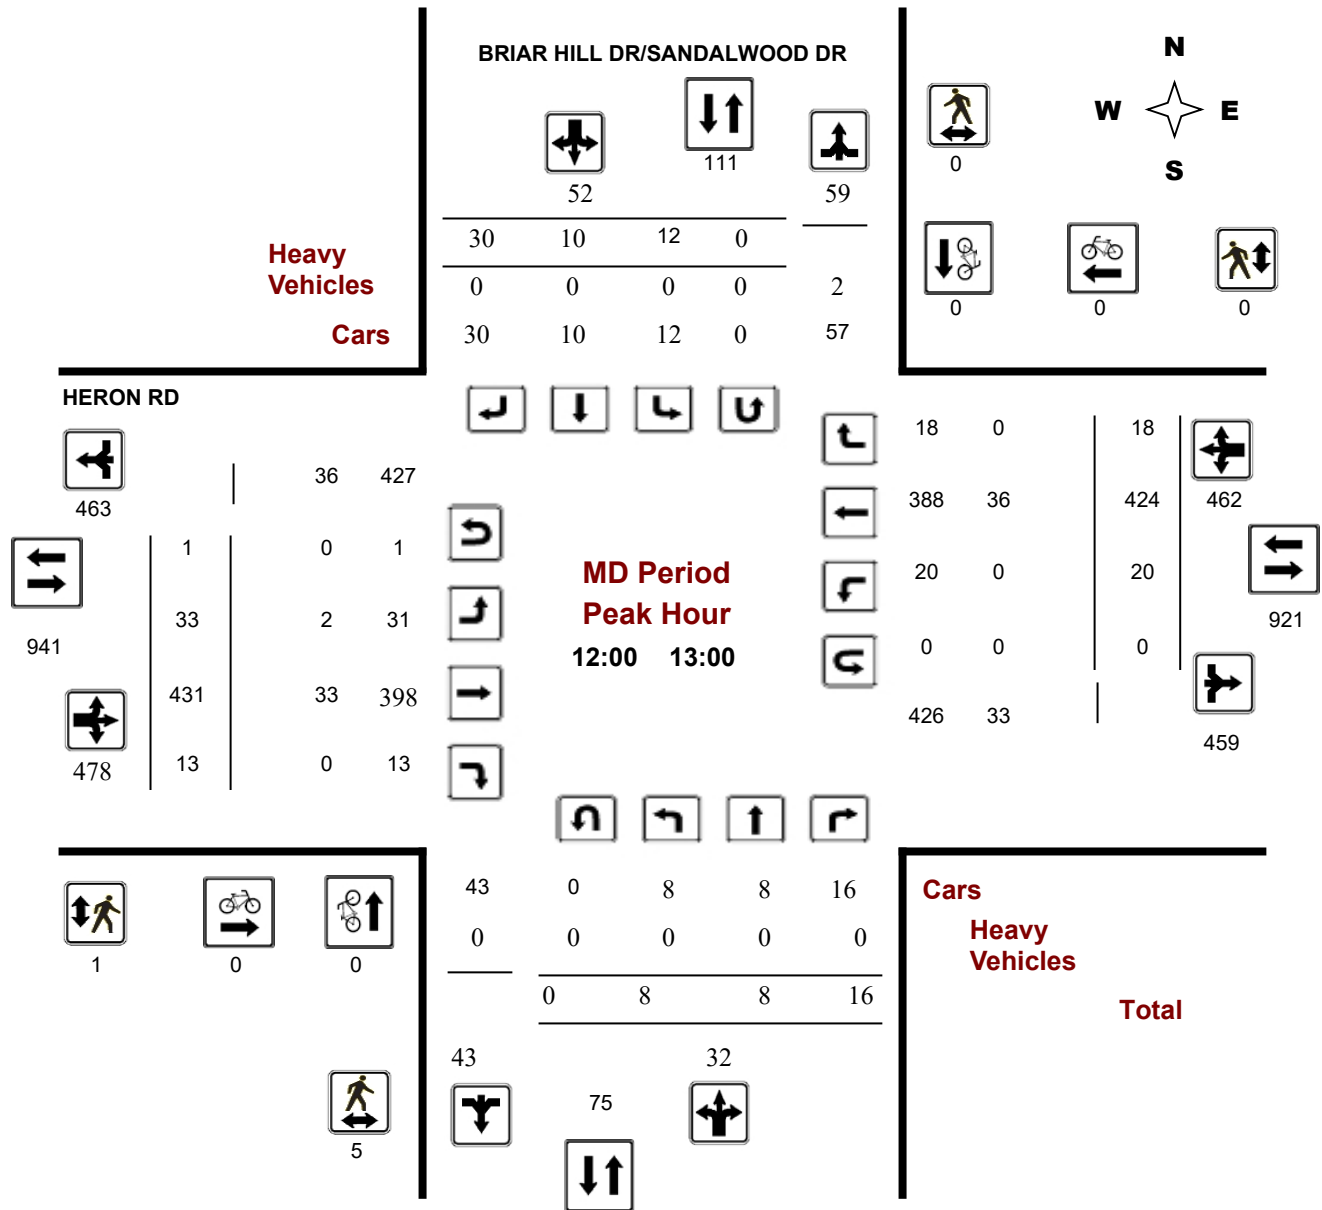 BRIAR HILL DR/SANDALWOOD DR
N
W E
S
111
0
52 59
30 10 12 0
Heavy
Vehicles
0 0 0 0 2
0 0 0
Cars
30 10 12 0 57
HERON RD
18 0 18
36 427
463
388 36 424 462
1 0 1
MD Period
20 0 20
Peak Hour
33 2 31
921
941
12:00 13:00
0 0 0
431 33 398
426 33
459
478 13 0 13
43 0 8 8 16
Cars
0 0 0 0 0
Heavy
Vehicles
1 0 0
0 8 8 16
Total
43 32
75
5